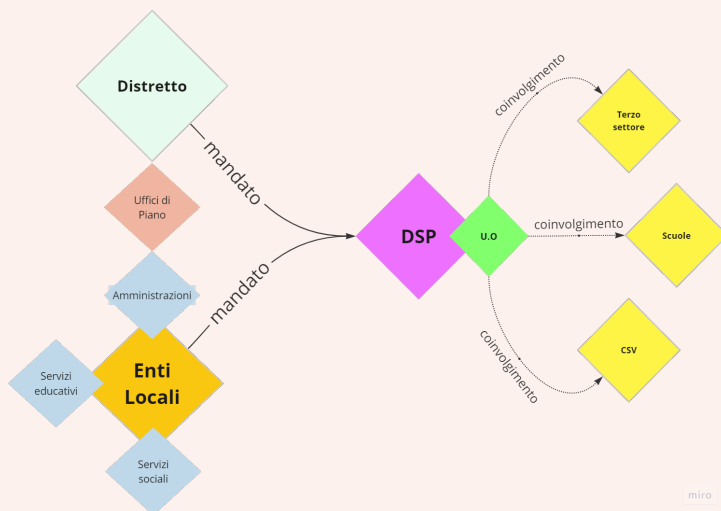 Distretto
mandato
Uffici di
Piano
Amministrazioni
mandato
Enti
Locali
Servizi
educativi
Servizi
sociali
DSP
U.O
coinvolgimento
Terzo
settore
coinvolgimento
Scuole
coinvolgimento
CSV
miro